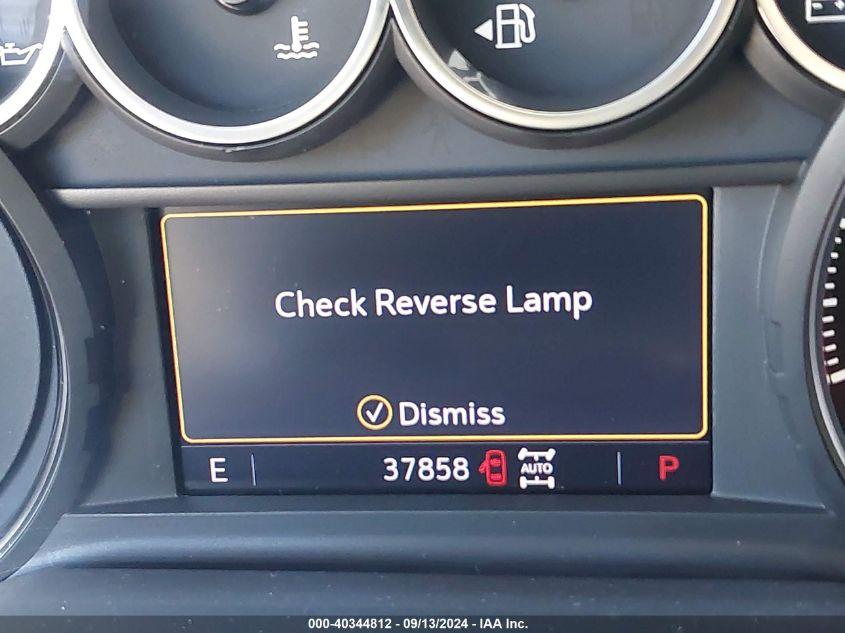 Check Reverse Lamp
Dismiss
E 37858 AUTO P
000-40344812 - 09/13/2024 - IAA Inc.